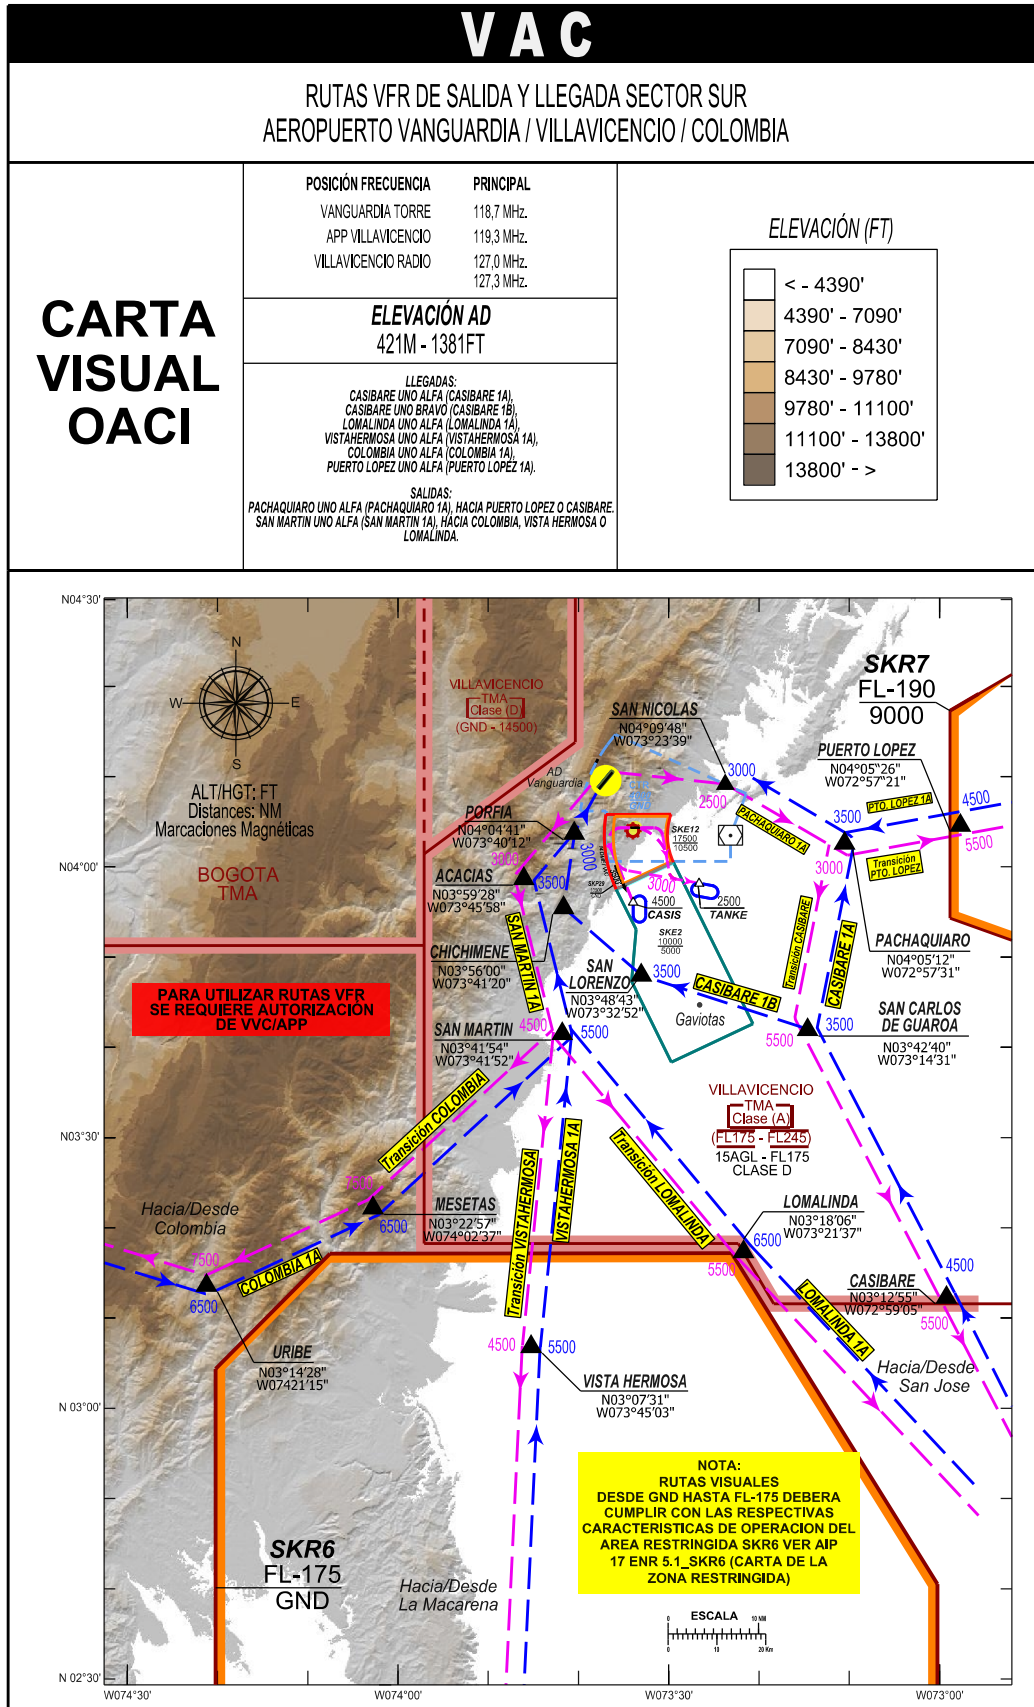 VAC
RUTAS VFR DE SALIDA Y LLEGADA SECTOR SUR
AEROPUERTO VANGUARDIA / VILLAVICENCIO / COLOMBIA
CARTA
VISUAL
OACI
POSICIÓN FRECUENCIA PRINCIPAL
VANGUARDIA TORRE 118,7 MHz.
APP VILLAVICENCIO 119,3 MHz.
VILLAVICENCIO RADIO 127,0 MHz.
127,3 MHz.
ELEVACIÓN AD
421M - 1381FT
LLEGADAS:
CASIBARE UNO ALFA (CASIBARE 1A),
CASIBARE UNO BRAVO (CASIBARE 1B),
LOMALINDA UNO ALFA (LOMALINDA 1A),
VISTAHERMOSA UNO ALFA (VISTAHERMOSA 1A),
COLOMBIA UNO ALFA (COLOMBIA 1A),
PUERTO LOPEZ UNO ALFA (PUERTO LOPEZ 1A).
SALIDAS:
PACHAQUIARO UNO ALFA (PACHAQUIARO 1A), HACIA PUERTO LOPEZ O CASIBARE.
SAN MARTIN UNO ALFA (SAN MARTIN 1A), HACIA COLOMBIA, VISTA HERMOSA O
LOMALINDA.
ELEVACIÓN (FT)
< - 4390'
4390' - 7090'
7090' - 8430'
8430' - 9780'
9780' - 11100'
11100' - 13800'
13800' - >
N04°30'
N
W E
S
ALT/HGT: FT
Distances: NM
Marcaciones Magnéticas
BOGOTA
TMA
VILLAVICENCIO
TMA
Clase (D)
(GND - 14500)
AD
Vanguardia
SAN NICOLAS
N04°09'48"
W073°23'39"
SKR7
FL-190
9000
PUERTO LOPEZ
N04°05'26"
W072°57'21"
3000
2500
PTO. LOPEZ 1A
4500
5500
PACHAQUIARO 1A
3500
3000
Transición
PTO. LOPEZ
PORFIA
N04°04'41"
W073°40'12"
3000
3000
SKE12
17500
10500
N04°00'
ACACIAS
N03°59'28"
W073°45'58"
3500
SKP29
3000
4500
CASIS
2500
TANKE
SKE2
10000
5000
CHICHIMENE
N03°56'00"
W073°41'20"
SAN MARTIN 1A
Transición CASIBARE
CASIBARE 1A
PACHAQUIARO
N04°05'12"
W072°57'31"
PARA UTILIZAR RUTAS VFR
SE REQUIERE AUTORIZACIÓN
DE VVC/APP
SAN
LORENZO
N03°48'43"
W073°32'52"
3500
CASIBARE 1B
Gaviotas
5500
3500
SAN CARLOS
DE GUAROA
N03°42'40"
W073°14'31"
SAN MARTIN
N03°41'54"
W073°41'52"
4500
5500
VILLAVICENCIO
TMA
Clase (A)
(FL175 - FL245)
15AGL - FL175
CLASE D
N03°30'
Transición COLOMBIA
Transición VISTAHERMOSA
VISTAHERMOSA 1A
Transición LOMALINDA
Hacia/Desde
Colombia
7500
6500
MESETAS
N03°22'57"
W074°02'37"
LOMALINDA
N03°18'06"
W073°21'37"
6500
5500
7500
6500
COLOMBIA 1A
4500
CASIBARE
N03°12'55"
W072°59'05"
5500
LOMALINDA 1A
URIBE
N03°14'28"
W07421'15"
4500
5500
VISTA HERMOSA
N03°07'31"
W073°45'03"
Hacia/Desde
San Jose
N 03°00'
NOTA:
RUTAS VISUALES
DESDE GND HASTA FL-175 DEBERA
CUMPLIR CON LAS RESPECTIVAS
CARACTERISTICAS DE OPERACION DEL
AREA RESTRINGIDA SKR6 VER AIP
17 ENR 5.1_SKR6 (CARTA DE LA
ZONA RESTRINGIDA)
SKR6
FL-175
GND
Hacia/Desde
La Macarena
ESCALA
0 10 NM
0 10 20 Km
N 02°30'
W074°30' W074°00' W073°30' W073°00'